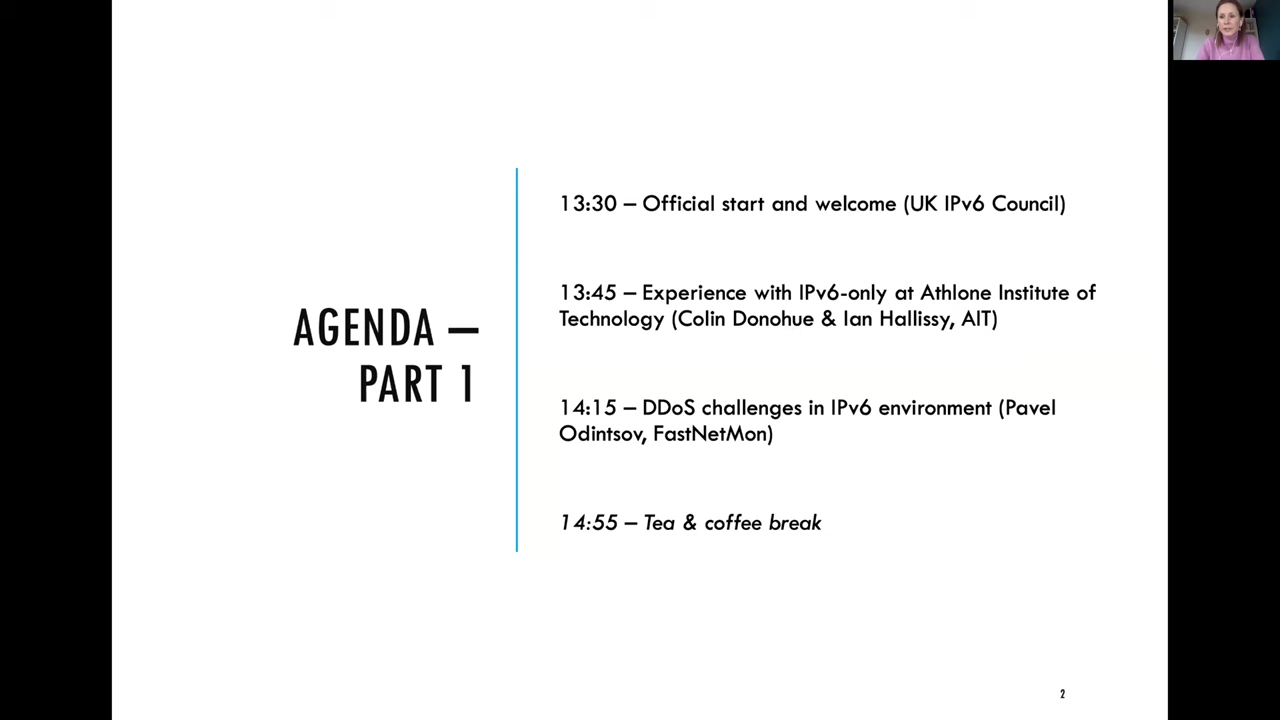 AGENDA –
PART 1
13:30 – Official start and welcome (UK IPv6 Council)
13:45 – Experience with IPv6-only at Athlone Institute of
Technology (Colin Donohue & Ian Hallissy, AIT)
14:15 – DDoS challenges in IPv6 environment (Pavel
Odintsov, FastNetMon)
14:55 – Tea & coffee break
2